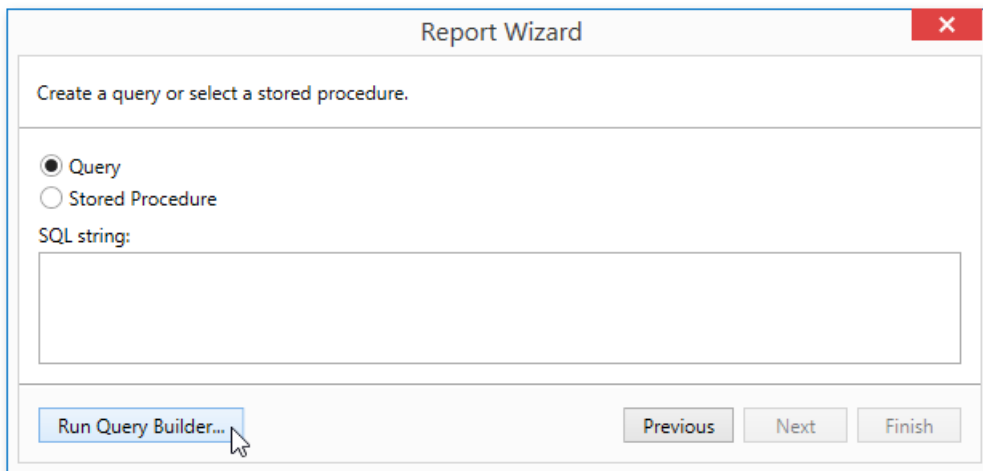 Report Wizard
Create a query or select a stored procedure.
Query
Stored Procedure
SQL string:
Run Query Builder... Previous Next Finish